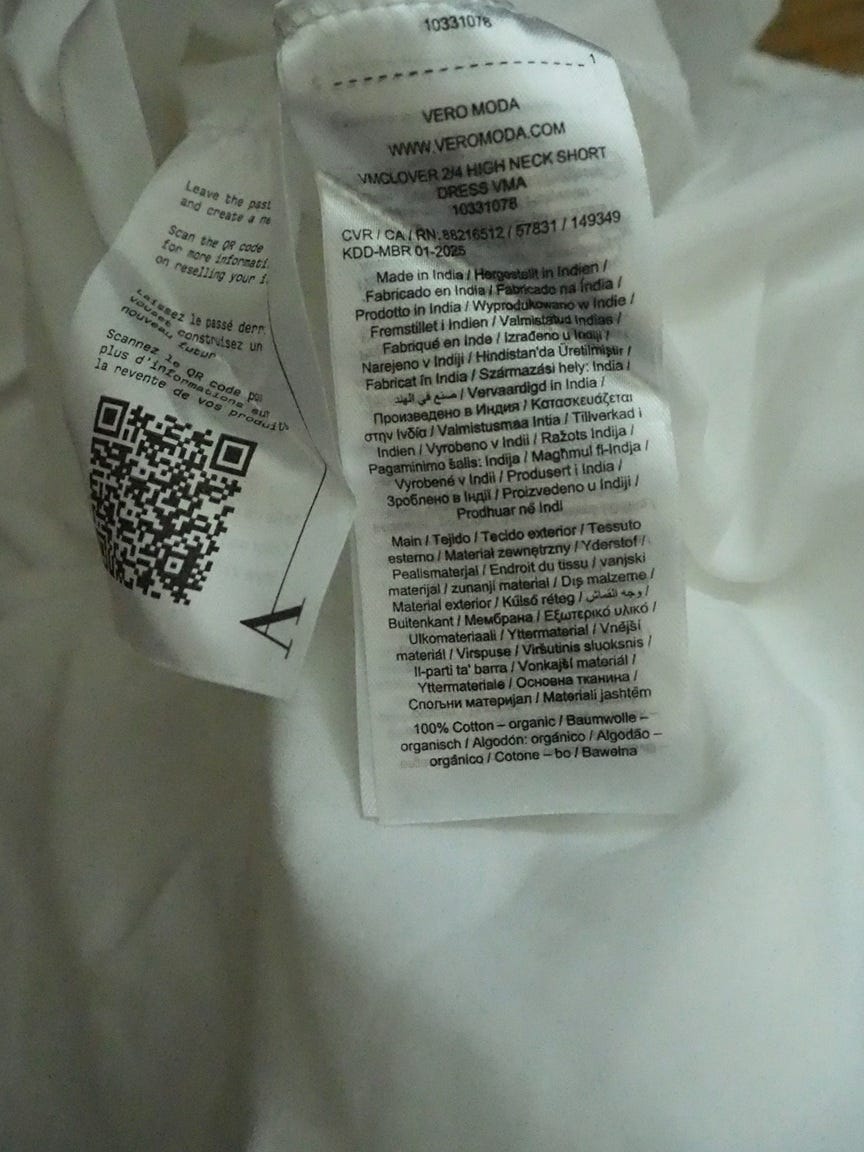 Leave the past
and create a ne
Scan the QR code
for more informati
on reselling your i
Laissez le passé derr
vouset construisez un
nouveau futur
Scannez le QR code pou
plus d'informations sur
la revente de vos produits
A
10331078
1
VERO MODA
WWW.VEROMODA.COM
VMCLOVER 2/4 HIGH NECK SHORT
DRESS VMA
10331078
CVR / CA / RN: 88216512 / 57831 / 149349
KDD-MBR 01-2025
Made in India / Hergestellt in Indien /
Fabricado en India / Fabricado na Índia /
Prodotto in India / Wyprodukowano w Indie /
Fremstillet i Indien / Valmistatud Indias /
Fabriqué en Inde / Izrađeno u Indiji /
Narejeno v Indiji / Hindistan'da Üretilmiştir /
Fabricat în India / Származási hely: India /
صنع في الهند / Vervaardigd in India /
Произведено в Индия / Κατασκευάζεται
στην Ινδία / Valmistusmaa Intia / Tillverkad i
Indien / Vyrobeno v Indii / Ražots Indija /
Pagaminimo šalis: Indija / Magħmul fl-Indja /
Vyrobené v Indii / Produsert i India /
Зроблено в Індії / Proizvedeno u Indiji /
Prodhuar në Indi
Main / Tejido / Tecido exterior / Tessuto
esterno / Materiał zewnętrzny / Yderstof /
Pealismaterjal / Endroit du tissu / vanjski
materijal / zunanji material / Dış malzeme /
Material exterior / Külső réteg / وجه القماش /
Buitenkant / Мембрана / Εξωτερικό υλικό /
Ulkomateriaali / Yttermaterial / Vnější
materiál / Virspuse / Viršutinis sluoksnis /
Il-parti ta' barra / Vonkajší materiál /
Yttermateriale / Основна тканина /
Спољни материјал / Materiali jashtëm
100% Cotton – organic / Baumwolle –
organisch / Algodón: orgánico / Algodão –
orgânico / Cotone – bo / Bawełna